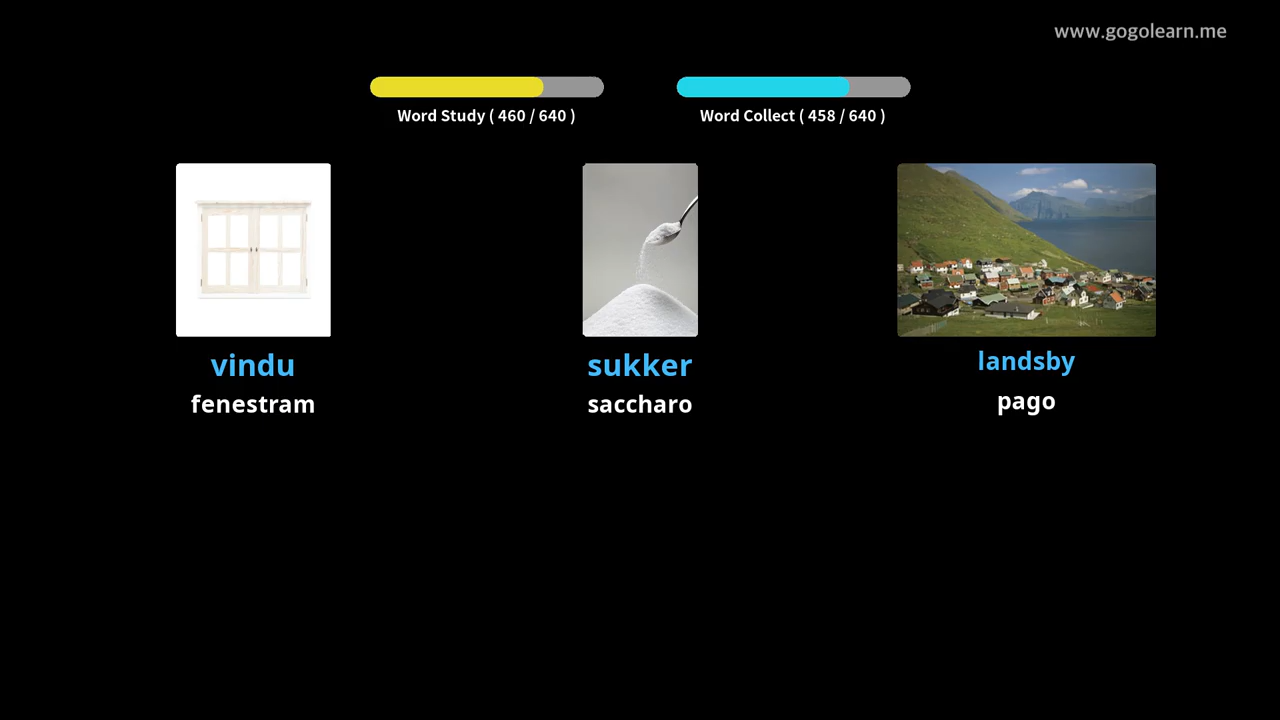 www.gogolearn.me
Word Study ( 460 / 640 )
Word Collect ( 458 / 640 )
vindu
fenestram
sukker
saccharo
landsby
pago